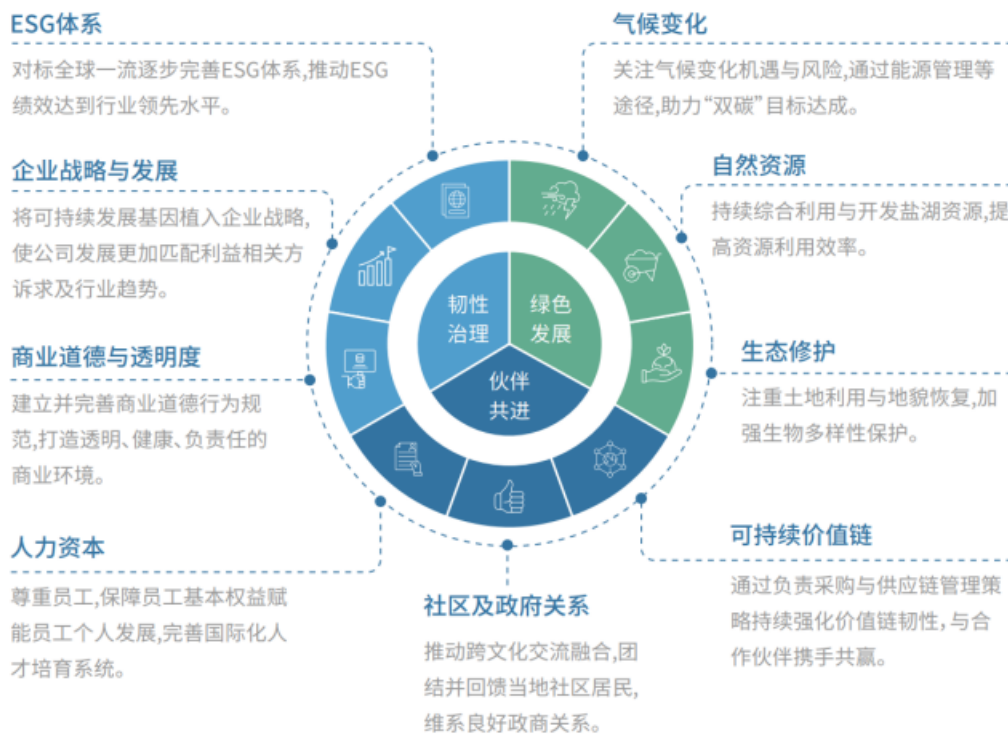 ESG体系
对标全球一流逐步完善ESG体系,推动ESG
绩效达到行业领先水平。
企业战略与发展
将可持续发展基因植入企业战略,
使公司发展更加匹配利益相关方
诉求及行业趋势。
商业道德与透明度
建立并完善商业道德行为规
范,打造透明、健康、负责任的
商业环境。
人力资本
尊重员工,保障员工基本权益赋
能员工个人发展,完善国际化人
才培育系统。
社区及政府关系
推动跨文化交流融合,团
结并回馈当地社区居民,
维系良好政商关系。
气候变化
关注气候变化机遇与风险,通过能源管理等
途径,助力“双碳”目标达成。
自然资源
持续综合利用与开发盐湖资源,提
高资源利用效率。
生态修护
注重土地利用与地貌恢复,加
强生物多样性保护。
可持续价值链
通过负责采购与供应链管理策
略持续强化价值链韧性，与合
作伙伴携手共赢。
韧性
治理
绿色
发展
伙伴
共进